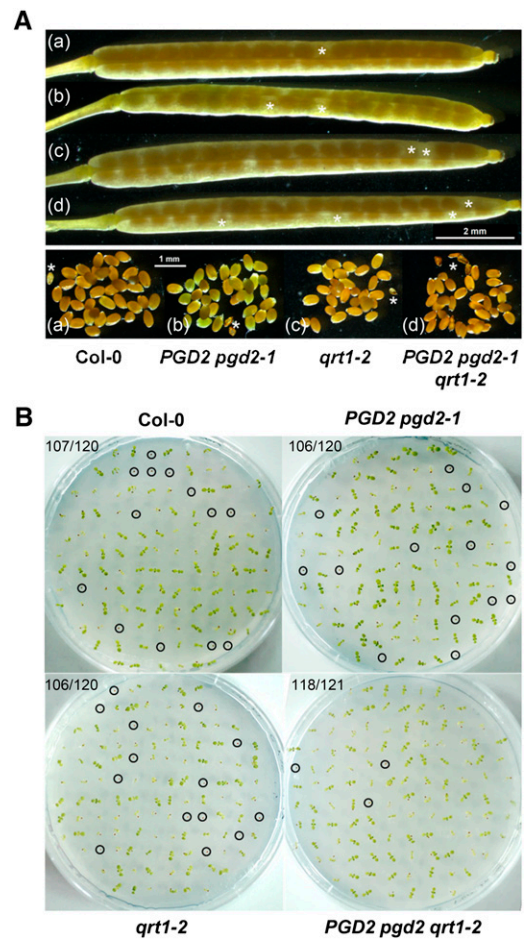 A
(a)
*
(b)
* *
(c)
* *
(d)
* * * *
2 mm
* 1 mm * * *
(a) (b) (c) (d)
Col-0 PGD2 pgd2-1 qrt1-2 PGD2 pgd2-1
qrt1-2
B
Col-0 PGD2 pgd2-1
107/120 106/120
106/120 118/121
qrt1-2 PGD2 pgd2 qrt1-2